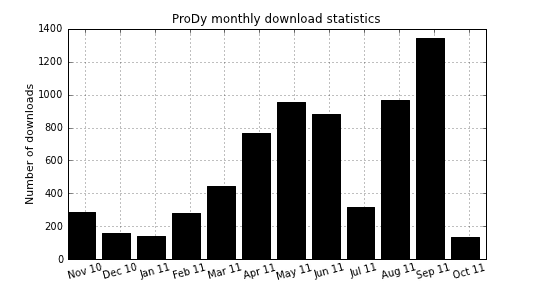 ProDy monthly download statistics
1400
1200
1000
800
600
400
200
0
Number of downloads
Nov 10 Dec 10 Jan 11 Feb 11 Mar 11 Apr 11 May 11 Jun 11 Jul 11 Aug 11 Sep 11 Oct 11